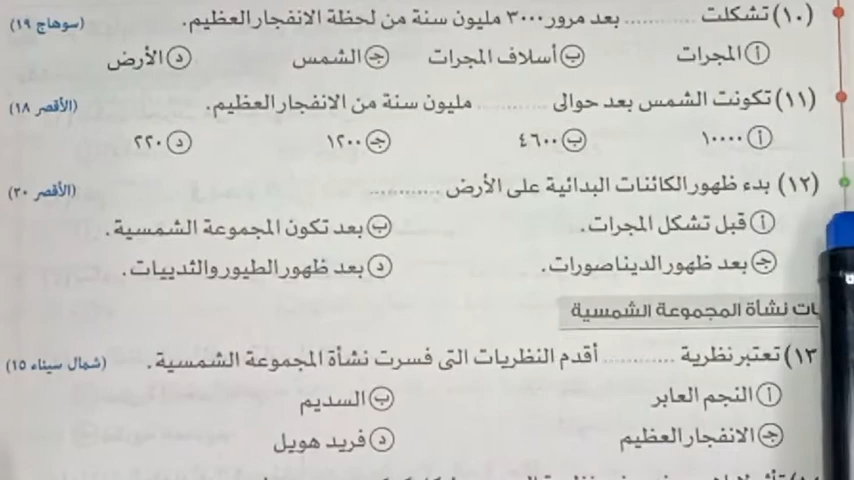 (١٠) تشكلت ............ بعد مرور ٣٠٠٠ مليون سنة من لحظة الانفجار العظيم. (سوهاج ١٩)
أ المجرات ب أسلاف المجرات ج الشمس د الأرض
(١١) تكونت الشمس بعد حوالى ............ مليون سنة من الانفجار العظيم. (الأقصر ١٨)
أ ١٠٠٠٠ ب ٤٦٠٠ ج ١٢٠٠ د ٢٢٠
(١٢) بدء ظهور الكائنات البدائية على الأرض ............ (الأقصر ٢٠)
أ قبل تشكل المجرات. ب بعد تكون المجموعة الشمسية.
ج بعد ظهور الديناصورات. د بعد ظهور الطيور والثدييات.
نشأة المجموعة الشمسية
١٣) تعتبر نظرية ............ أقدم النظريات التى فسرت نشأة المجموعة الشمسية. (شمال سيناء ١٥)
أ النجم العابر ب السديم
ج الانفجار العظيم د فريد هويل